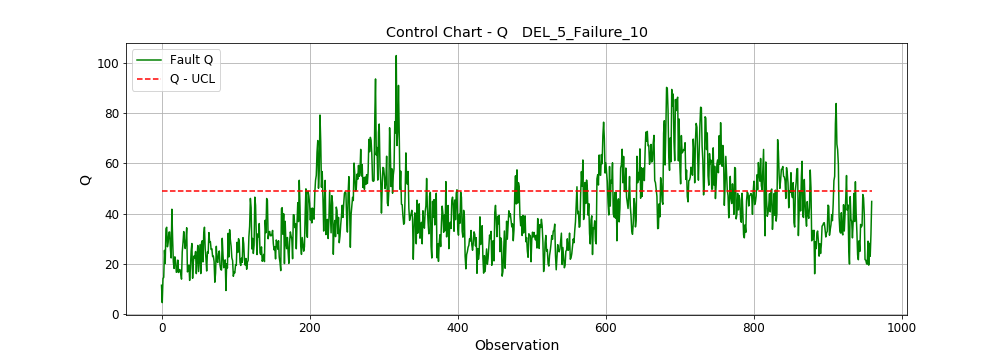 Control Chart - Q   DEL_5_Failure_10
Fault Q
Q - UCL
100
80
60
40
20
0
Q
0 200 400 600 800 1000
Observation